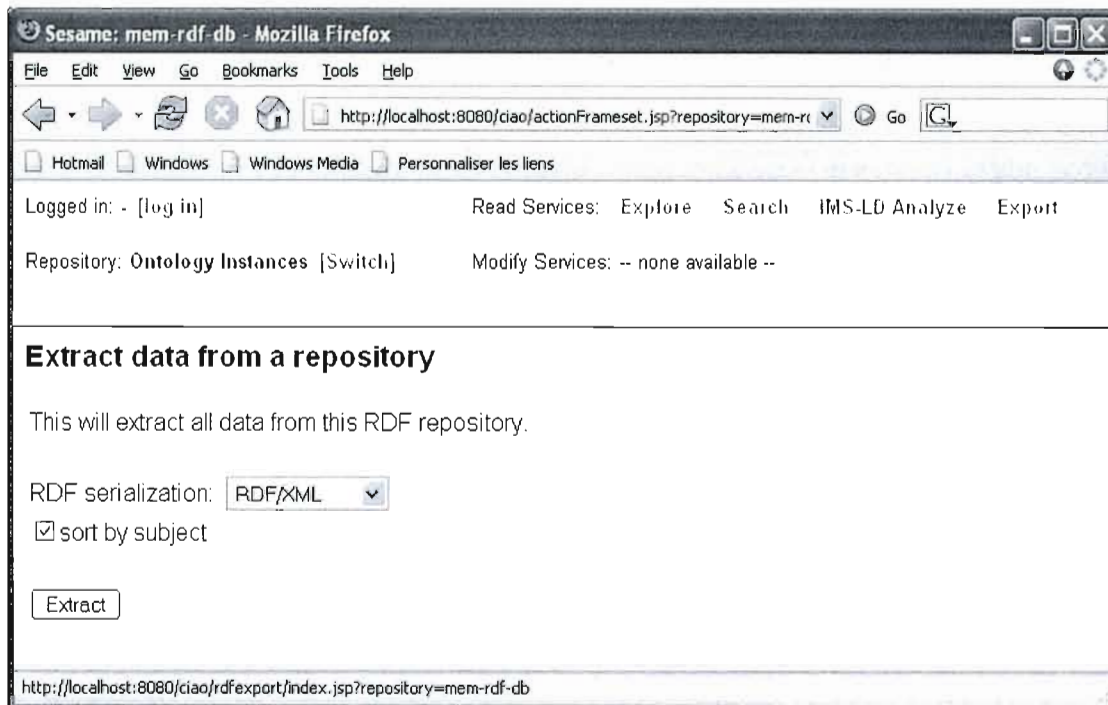 Sesame: mem-rdf-db - Mozilla Firefox
File Edit View Go Bookmarks Tools Help
http://localhost:8080/ciao/actionFrameset.jsp?repository=mem-r Go G
Hotmail Windows Windows Media Personnaliser les liens
Logged in: - [log in] Read Services: Explore Search IMS-LD Analyze Export
Repository: Ontology Instances [Switch] Modify Services: -- none available --
Extract data from a repository
This will extract all data from this RDF repository.
RDF serialization: RDF/XML
sort by subject
Extract
http://localhost:8080/ciao/rdfexport/index.jsp?repository=mem-rdf-db